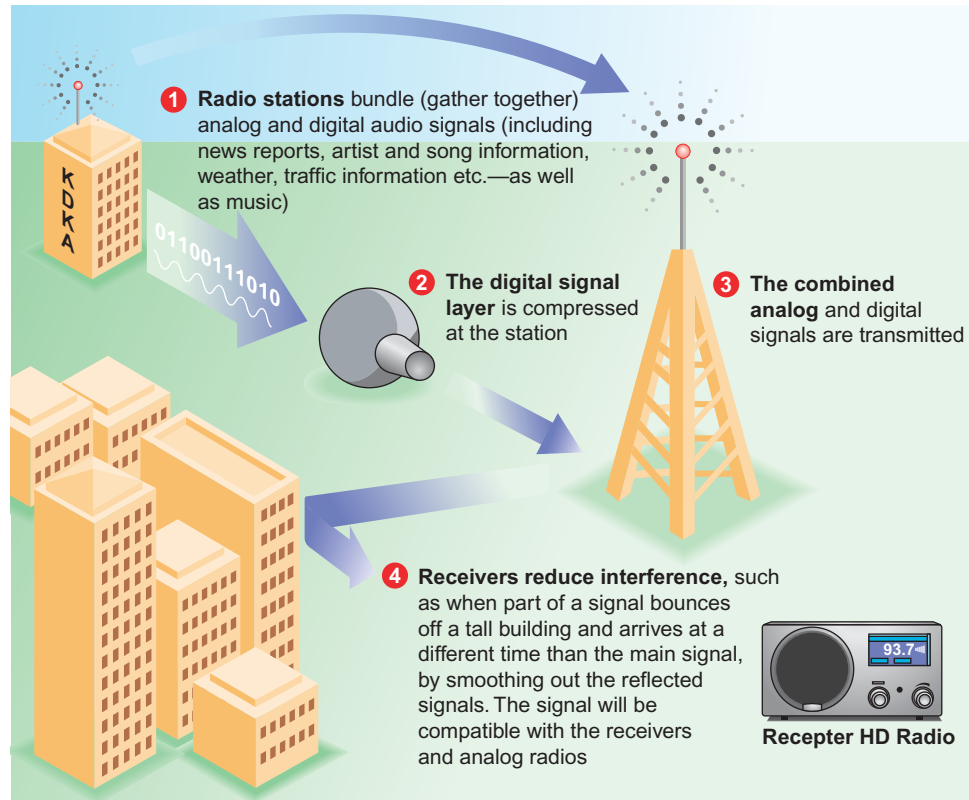 KDKA
01100111010
1 Radio stations bundle (gather together)
analog and digital audio signals (including
news reports, artist and song information,
weather, traffic information etc.—as well
as music)
2 The digital signal
layer is compressed
at the station
3 The combined
analog and digital
signals are transmitted
4 Receivers reduce interference, such
as when part of a signal bounces
off a tall building and arrives at a
different time than the main signal,
by smoothing out the reflected
signals. The signal will be
compatible with the receivers
and analog radios
93.7
Recepter HD Radio